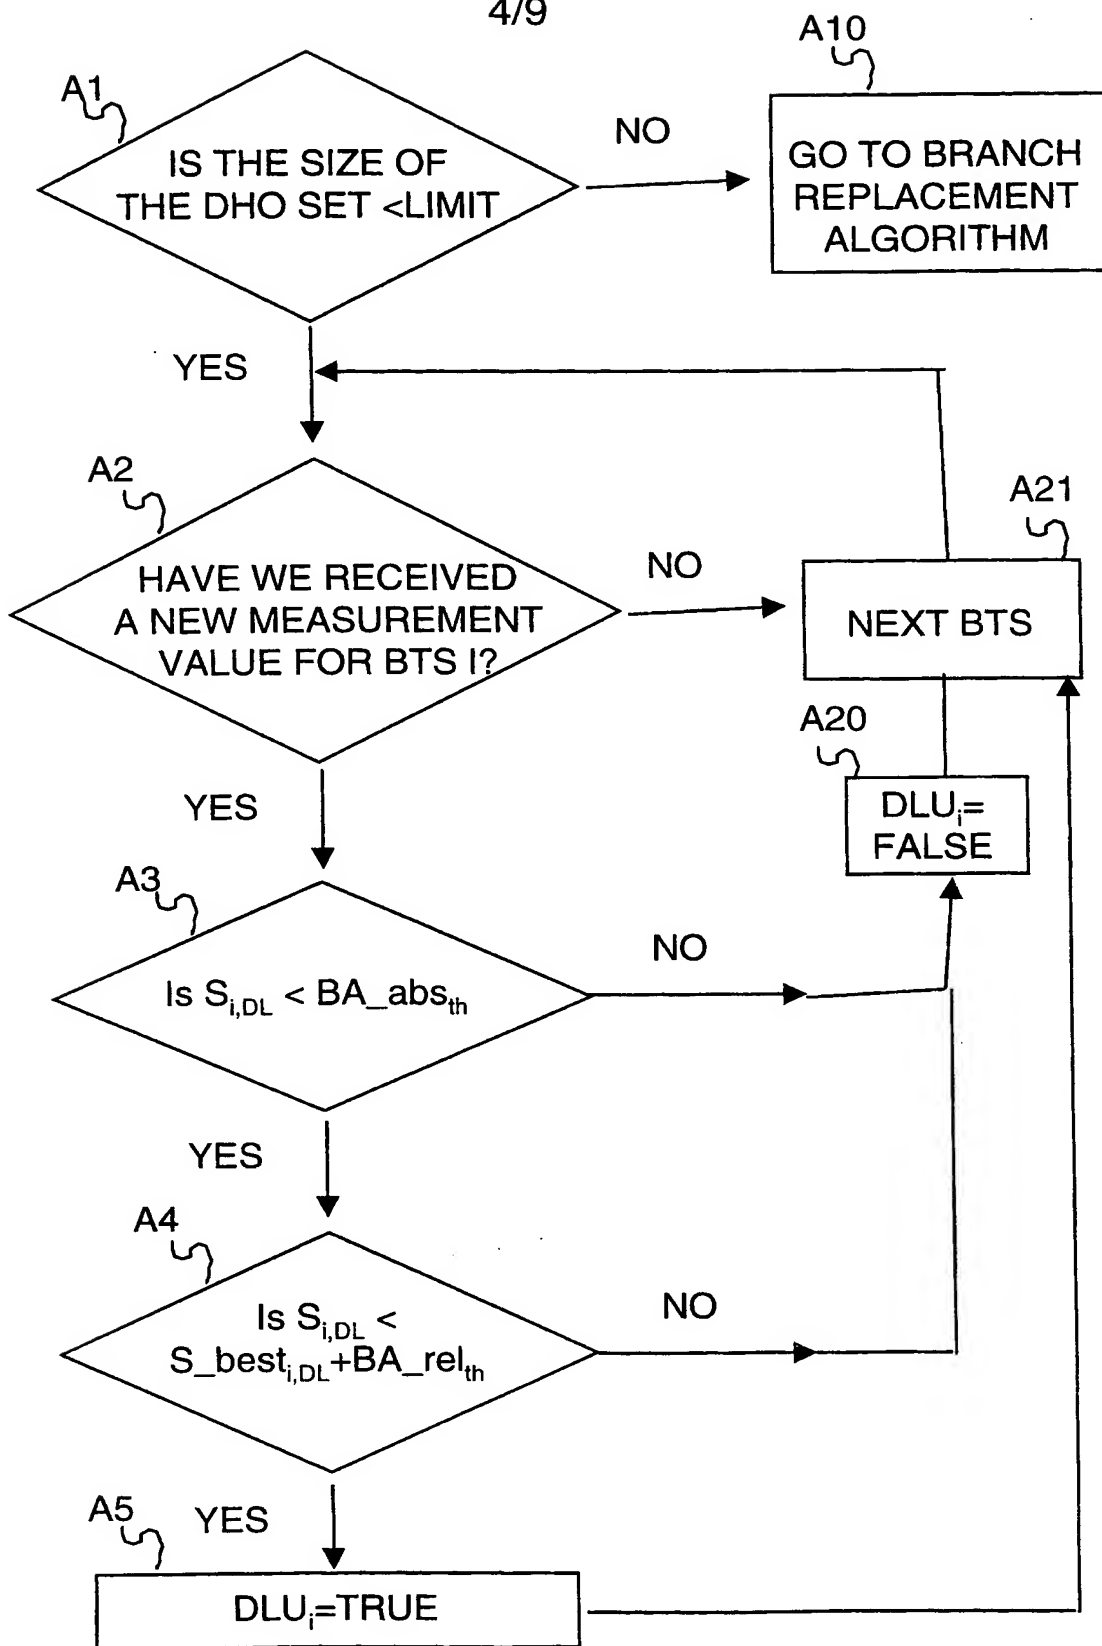 4/9
A10
A1
IS THE SIZE OF
THE DHO SET <LIMIT
NO
GO TO BRANCH
REPLACEMENT
ALGORITHM
YES
A2
HAVE WE RECEIVED
A NEW MEASUREMENT
VALUE FOR BTS I?
NO
A21
NEXT BTS
YES
A20
DLUi=
FALSE
A3
Is Si,DL < BA_absth
NO
YES
A4
Is Si,DL <
S_besti,DL+BA_relth
NO
YES
A5
DLUi=TRUE